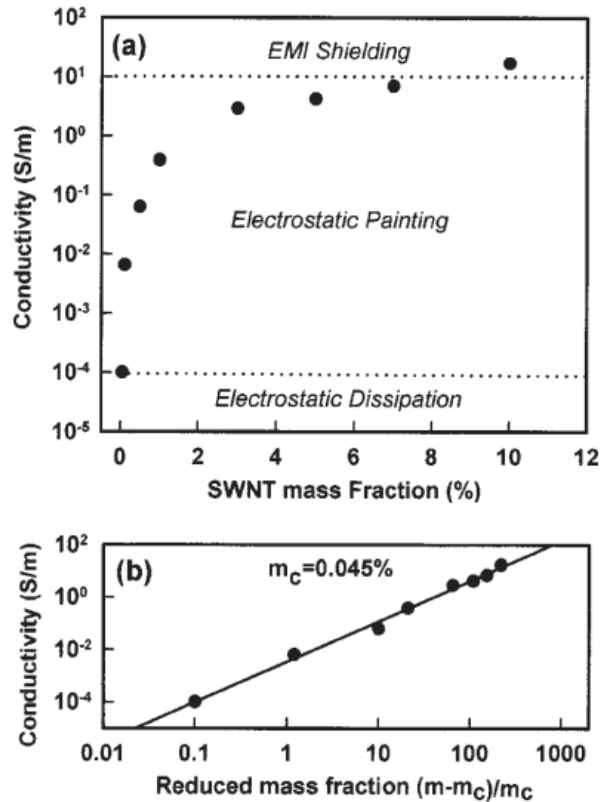 (a)
EMI Shielding
Electrostatic Painting
Electrostatic Dissipation
Conductivity (S/m)
10²
10¹
10⁰
10⁻¹
10⁻²
10⁻³
10⁻⁴
10⁻⁵
0 2 4 6 8 10 12
SWNT mass Fraction (%)
(b)
m_C=0.045%
Conductivity (S/m)
10²
10⁰
10⁻²
10⁻⁴
0.01 0.1 1 10 100 1000
Reduced mass fraction (m-m_C)/m_C